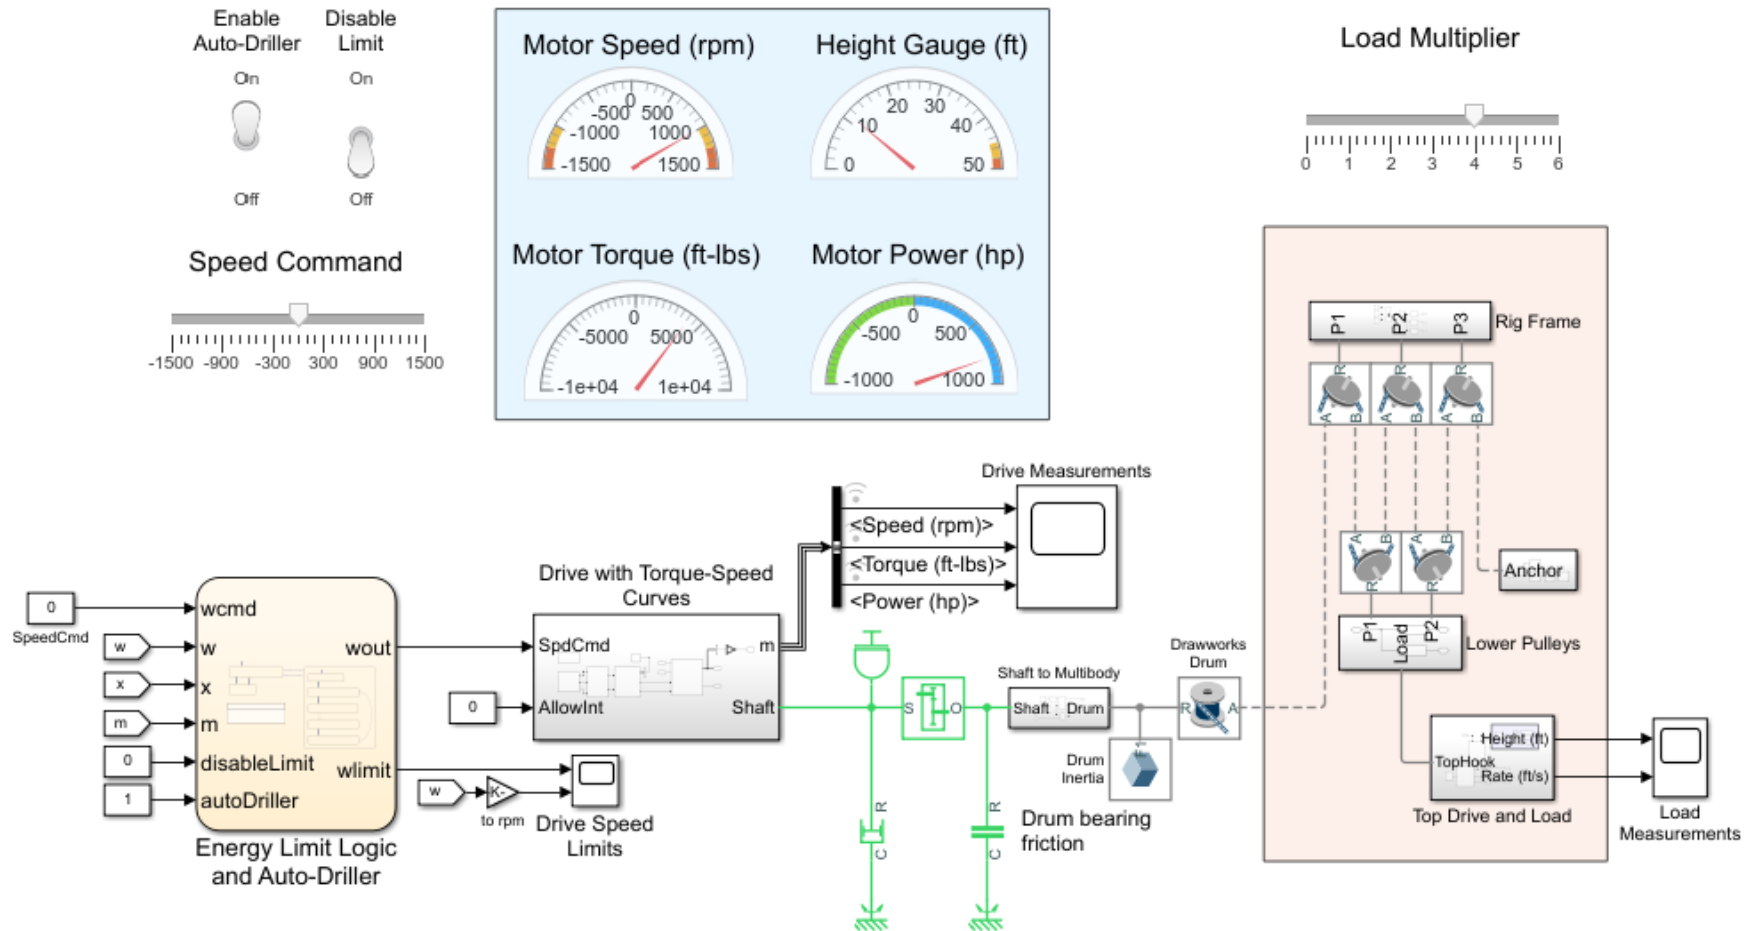 Enable
Auto-Driller
On
Off
Disable
Limit
On
Off
Speed Command
-1500 -900 -300 300 900 1500
Motor Speed (rpm)
-1500 -1000 -500 0 500 1000 1500
Height Gauge (ft)
0 10 20 30 40 50
Motor Torque (ft-lbs)
-1e+04 -5000 0 5000 1e+04
Motor Power (hp)
-1000 -500 0 500 1000
Load Multiplier
0 1 2 3 4 5 6
P1 P2 P3
Rig Frame
R R R
A B A B A B
A B A B
R R
Anchor
P1 Load P2
Lower Pulleys
Height (ft)
TopHook
Rate (ft/s)
Top Drive and Load
Load
Measurements
0
SpeedCmd
w
x
m
0
1
wcmd
w
x
m
disableLimit
autoDriller
wout
wlimit
Energy Limit Logic
and Auto-Driller
w
K-
to rpm
Drive Speed
Limits
0
Drive with Torque-Speed
Curves
SpdCmd
AllowInt
m
Shaft
Drive Measurements
<Speed (rpm)>
<Torque (ft-lbs)>
<Power (hp)>
S O
R
C
R
C
Drum bearing
friction
Shaft to Multibody
Shaft Drum
Drum
Inertia
F1
Drawworks
Drum
R A